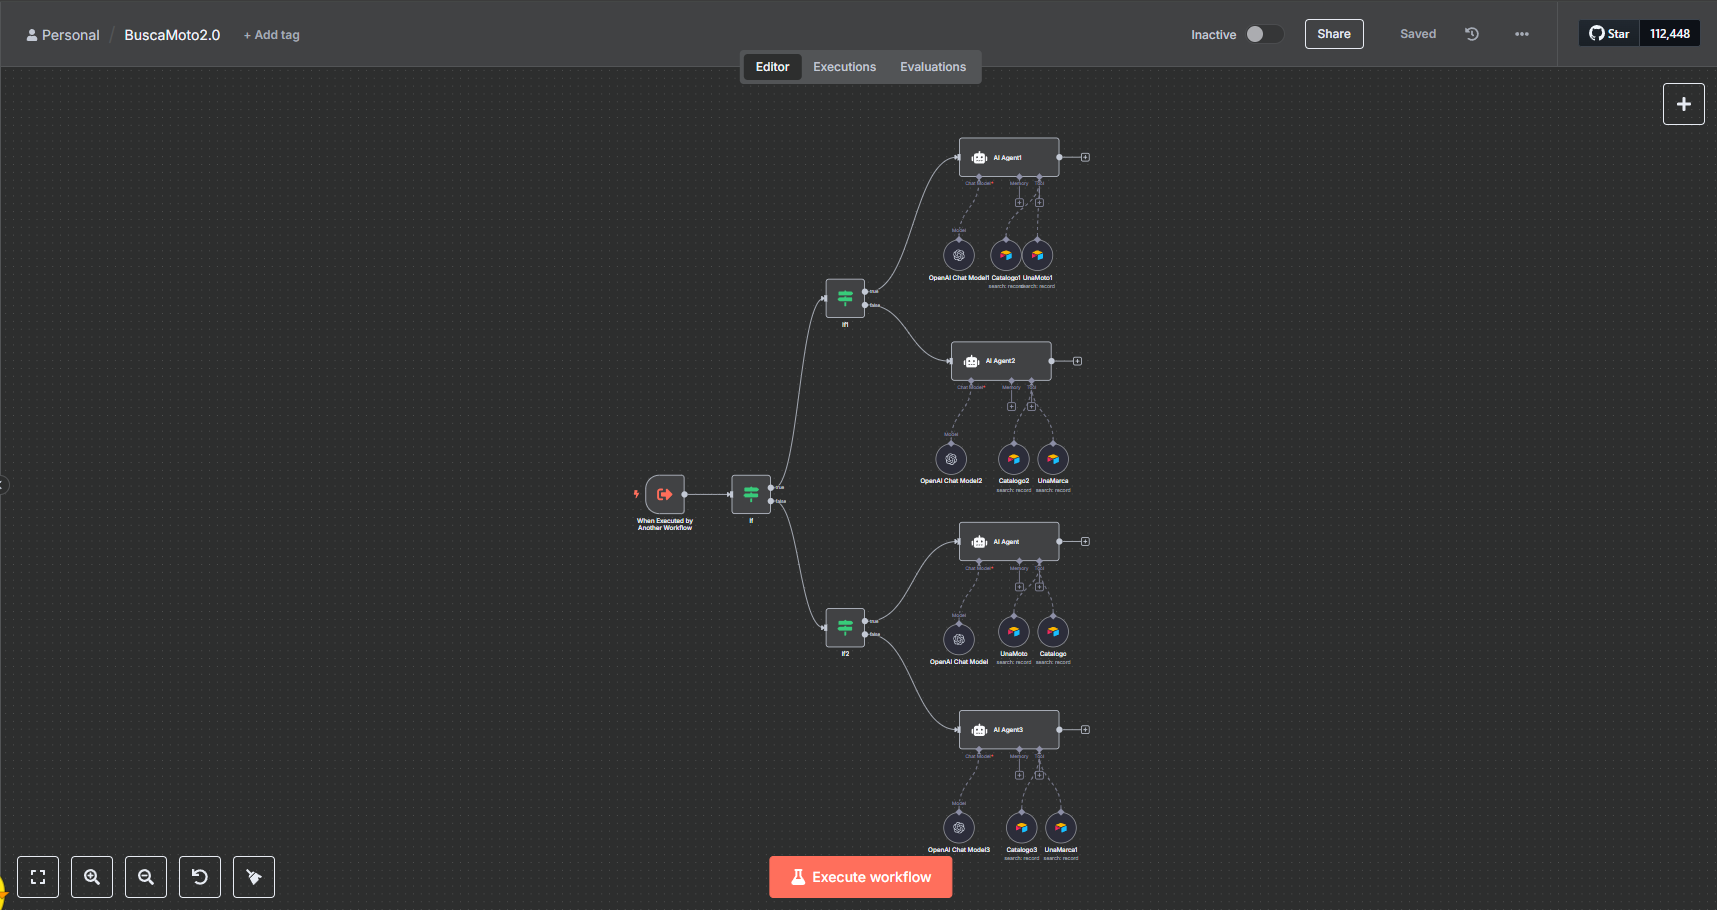 Personal / BuscaMoto2.0 + Add tag
Inactive
Share
Saved
Star 112,448
Editor Executions Evaluations
AI Agent1
Chat Model* Memory Tool
Model
OpenAI Chat Model1 Catalogo1 UnaMoto1
search: record search: record
true
false
If1
AI Agent2
Chat Model* Memory Tool
Model
OpenAI Chat Model2 Catalogo2 UnaMarca
search: record search: record
true
false
When Executed by
Another Workflow
If
AI Agent
Chat Model* Memory Tool
Model
OpenAI Chat Model UnaMoto Catalogo
search: record search: record
true
false
If2
AI Agent3
Chat Model* Memory Tool
Model
OpenAI Chat Model3 Catalogo3 UnaMarca1
search: record search: record
Execute workflow